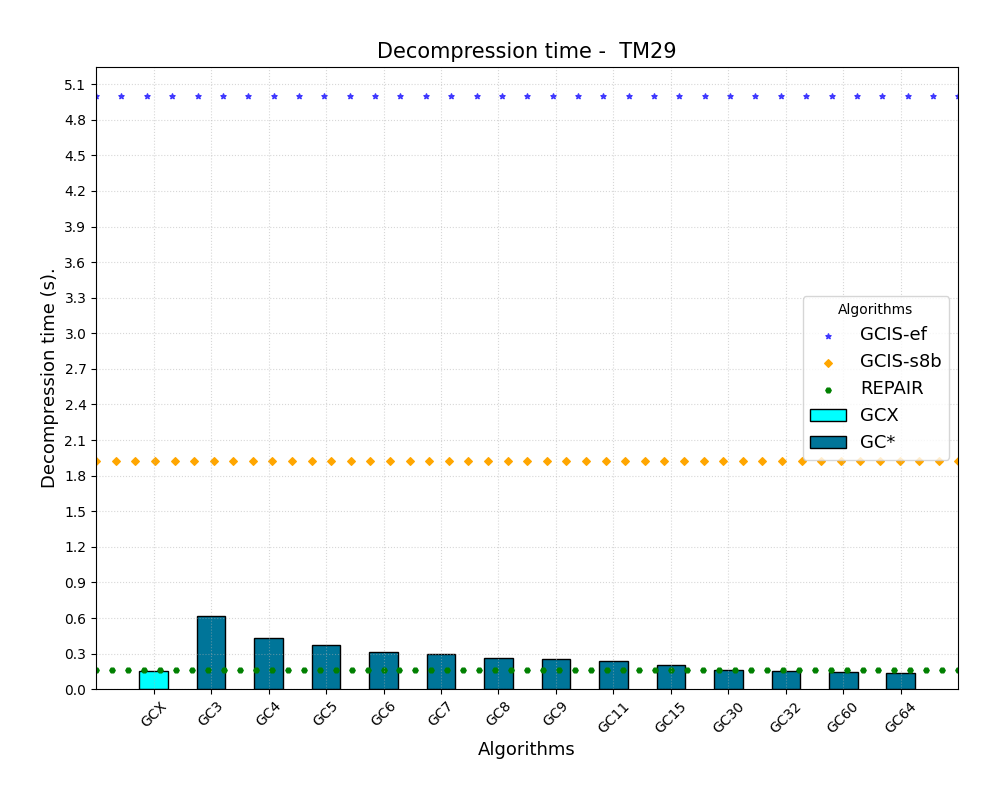 Decompression time -  TM29
Decompression time (s).
5.1
4.8
4.5
4.2
3.9
3.6
3.3
3.0
2.7
2.4
2.1
1.8
1.5
1.2
0.9
0.6
0.3
0.0
Algorithms
GCIS-ef
GCIS-s8b
REPAIR
GCX
GC*
GCX GC3 GC4 GC5 GC6 GC7 GC8 GC9 GC11 GC15 GC30 GC32 GC60 GC64
Algorithms